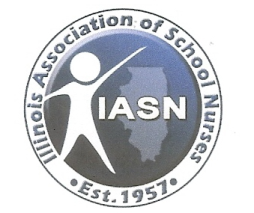 Illinois Association of School Nurses
IASN
•Est. 1957•